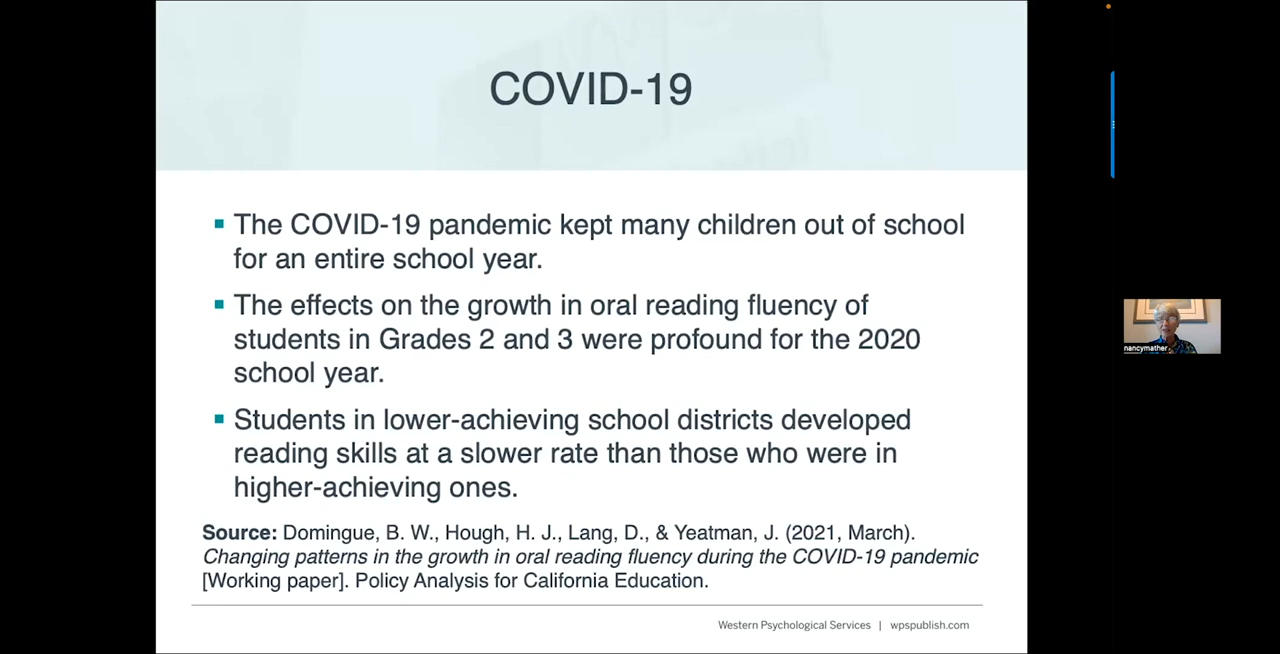 COVID-19
The COVID-19 pandemic kept many children out of school
for an entire school year.
The effects on the growth in oral reading fluency of
students in Grades 2 and 3 were profound for the 2020
school year.
Students in lower-achieving school districts developed
reading skills at a slower rate than those who were in
higher-achieving ones.
Source: Domingue, B. W., Hough, H. J., Lang, D., & Yeatman, J. (2021, March).
Changing patterns in the growth in oral reading fluency during the COVID-19 pandemic
[Working paper]. Policy Analysis for California Education.
Western Psychological Services | wpspublish.com
nancymather